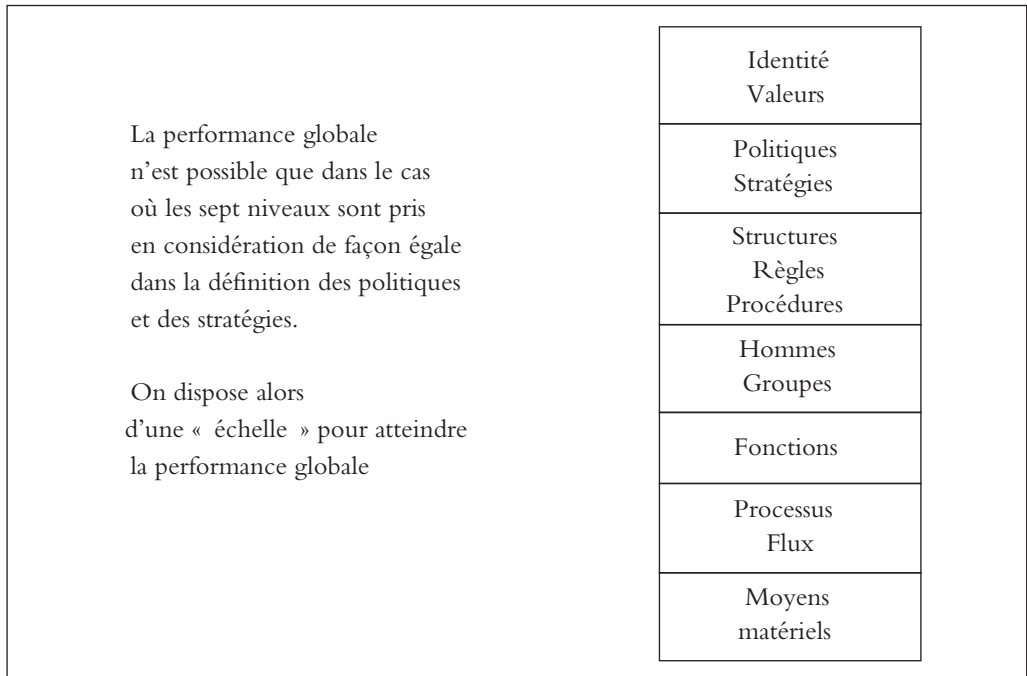 La performance globale
n'est possible que dans le cas
où les sept niveaux sont pris
en considération de façon égale
dans la définition des politiques
et des stratégies.
On dispose alors
d'une « échelle » pour atteindre
la performance globale
Identité
Valeurs
Politiques
Stratégies
Structures
Règles
Procédures
Hommes
Groupes
Fonctions
Processus
Flux
Moyens
matériels